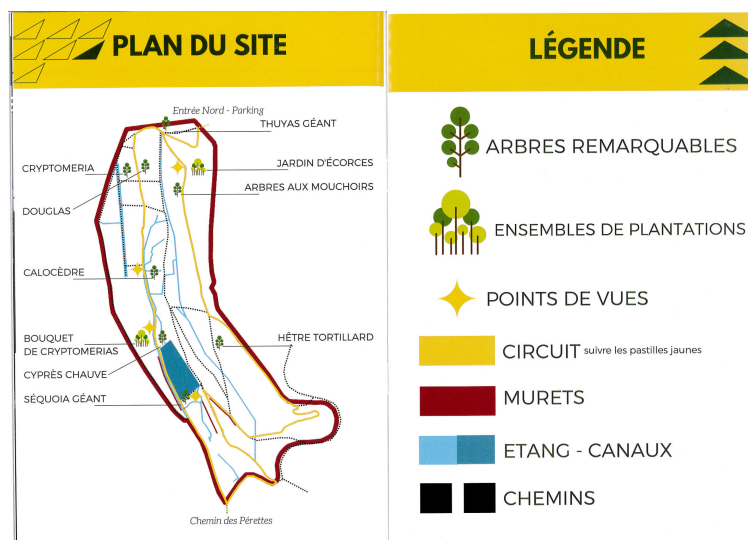 PLAN DU SITE
Entrée Nord - Parking
THUYAS GÉANT
CRYPTOMERIA
JARDIN D'ÉCORCES
ARBRES AUX MOUCHOIRS
DOUGLAS
CALOCÈDRE
BOUQUET
DE CRYPTOMERIAS
HÊTRE TORTILLARD
CYPRÈS CHAUVE
SÉQUOIA GÉANT
Chemin des Pérettes
LÉGENDE
ARBRES REMARQUABLES
ENSEMBLES DE PLANTATIONS
POINTS DE VUES
CIRCUIT suivre les pastilles jaunes
MURETS
ETANG - CANAUX
CHEMINS